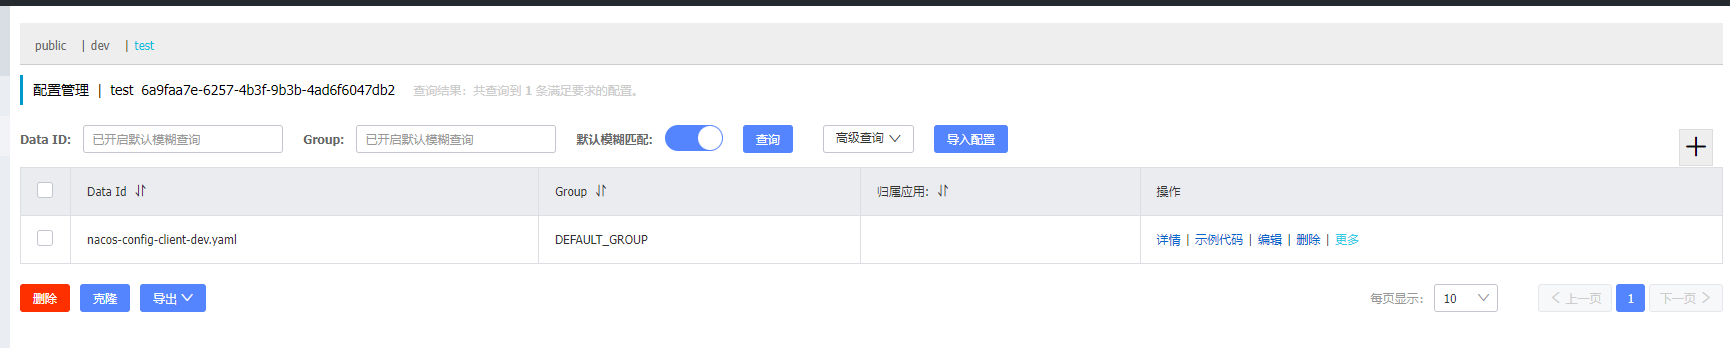 public | dev | test
配置管理 | test 6a9faa7e-6257-4b3f-9b3b-4ad6f6047db2 查询结果：共查询到 1 条满足要求的配置。
Data ID: 已开启默认模糊查询 Group: 已开启默认模糊查询 默认模糊匹配: 查询 高级查询 导入配置
Data Id Group 归属应用: 操作
nacos-config-client-dev.yaml DEFAULT_GROUP 详情 | 示例代码 | 编辑 | 删除 | 更多
删除 克隆 导出 每页显示: 10 上一页 1 下一页